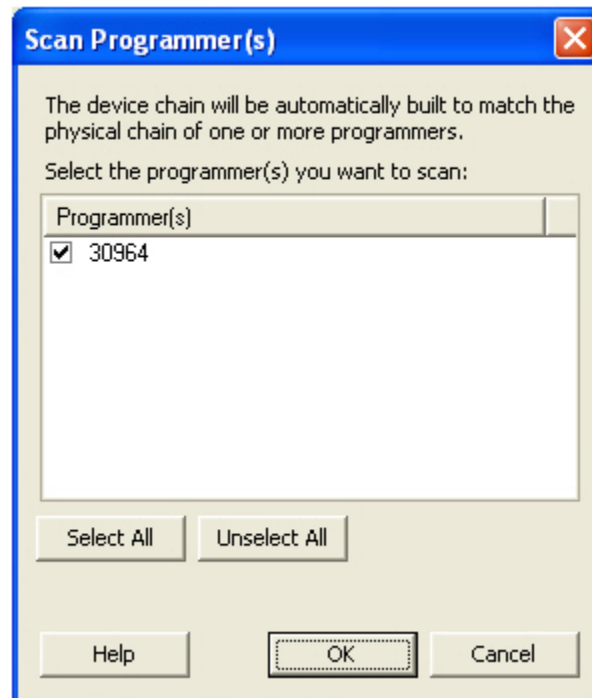 Scan Programmer(s)
The device chain will be automatically built to match the
physical chain of one or more programmers.
Select the programmer(s) you want to scan:
Programmer(s)
30964
Select All Unselect All
Help OK Cancel